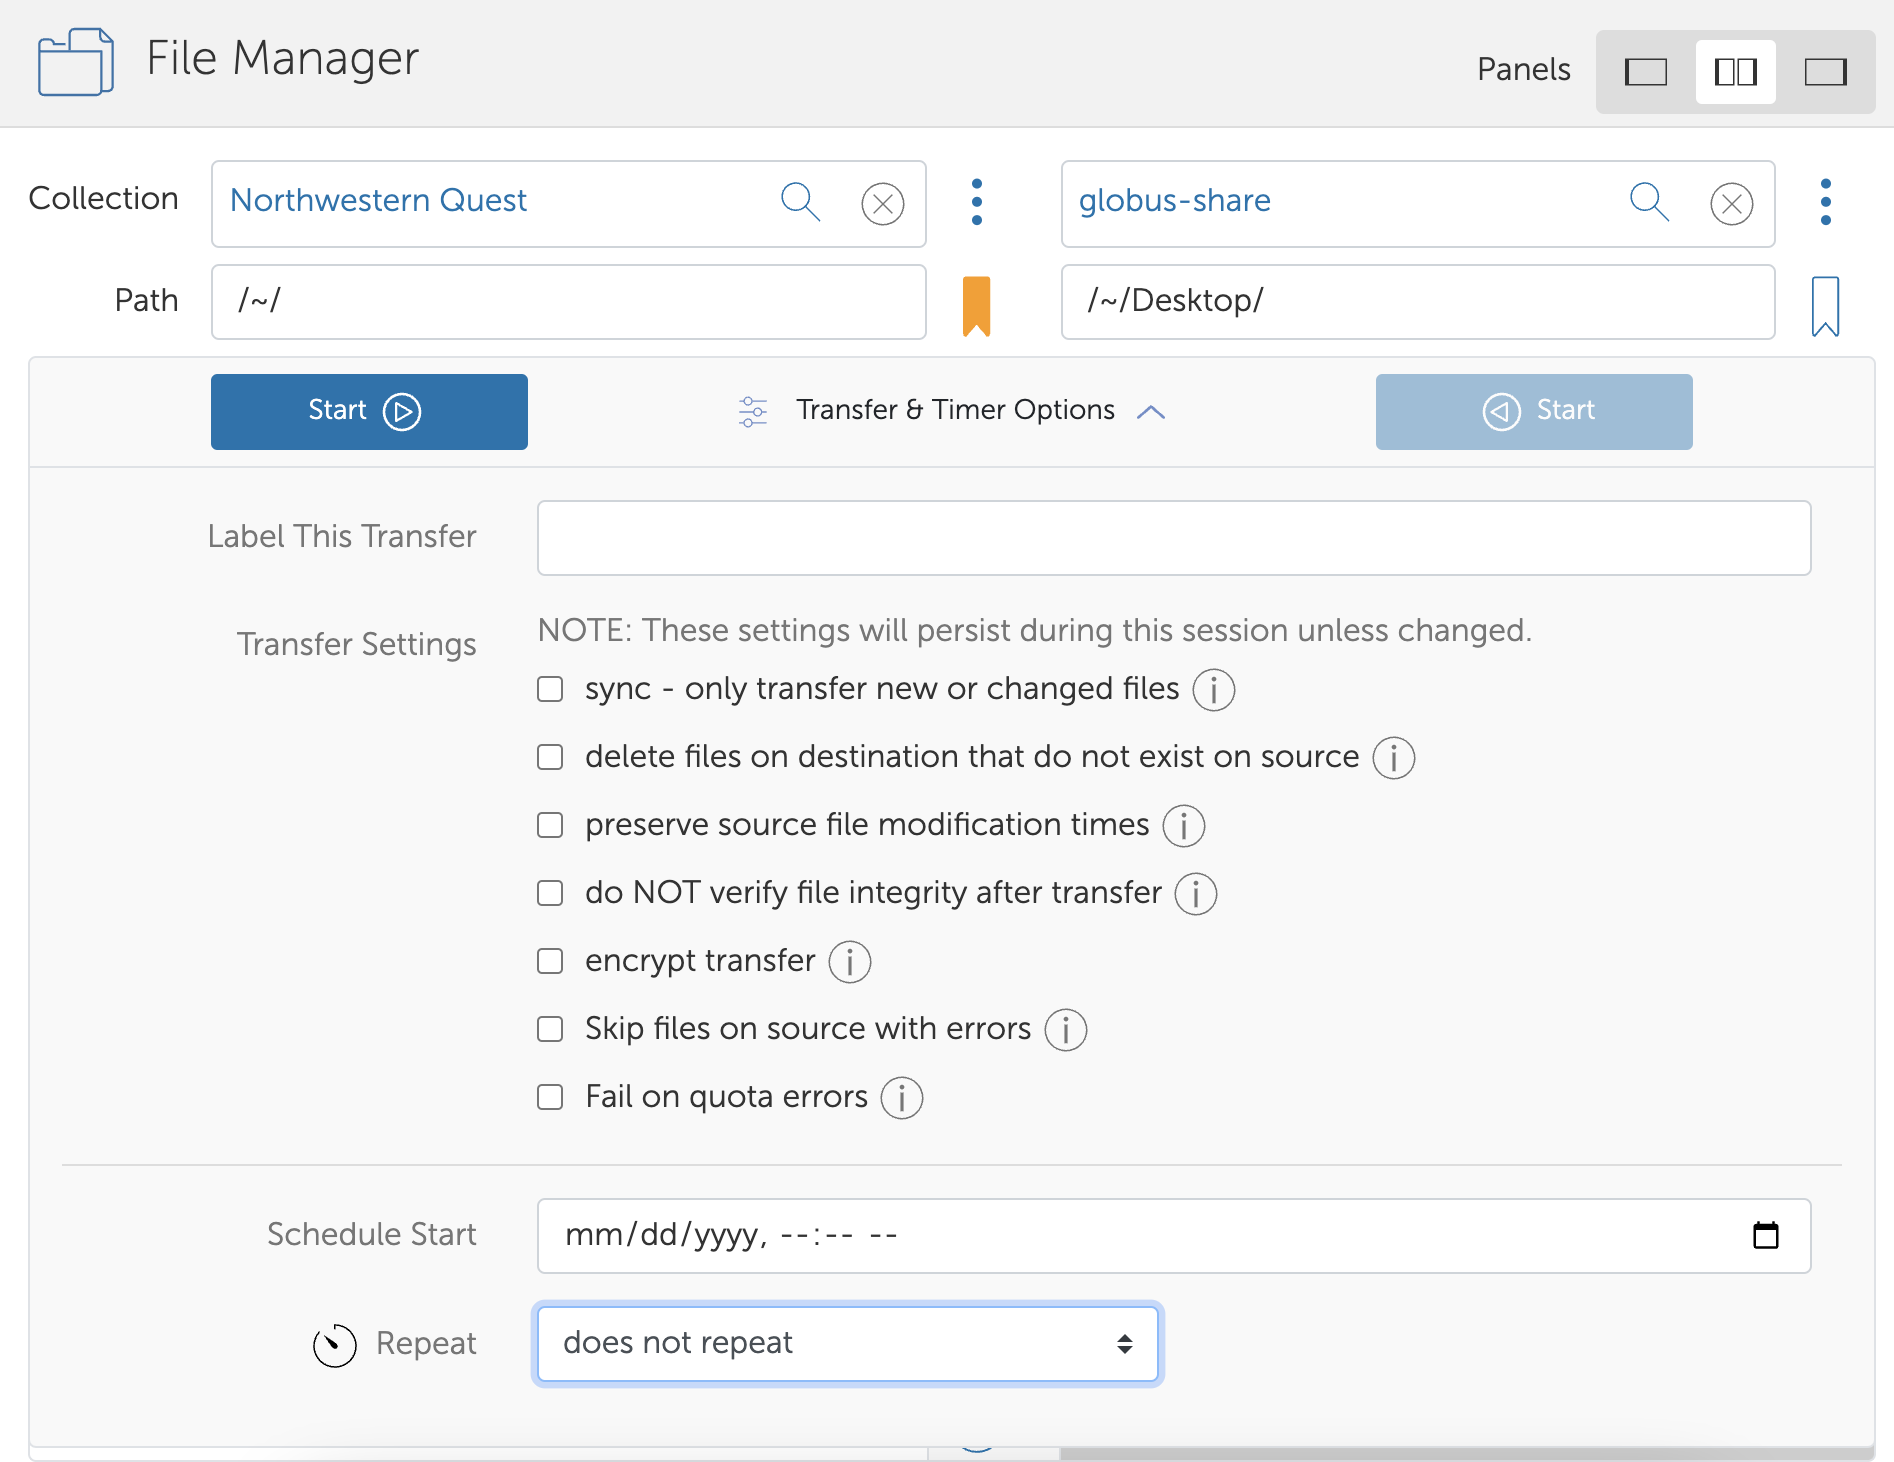 File Manager
Panels
Collection
Northwestern Quest
globus-share
Path
/~/
/~/Desktop/
Start
Transfer & Timer Options
Start
Label This Transfer
Transfer Settings
NOTE: These settings will persist during this session unless changed.
sync - only transfer new or changed files
delete files on destination that do not exist on source
preserve source file modification times
do NOT verify file integrity after transfer
encrypt transfer
Skip files on source with errors
Fail on quota errors
Schedule Start
mm/dd/yyyy, --:-- --
Repeat
does not repeat